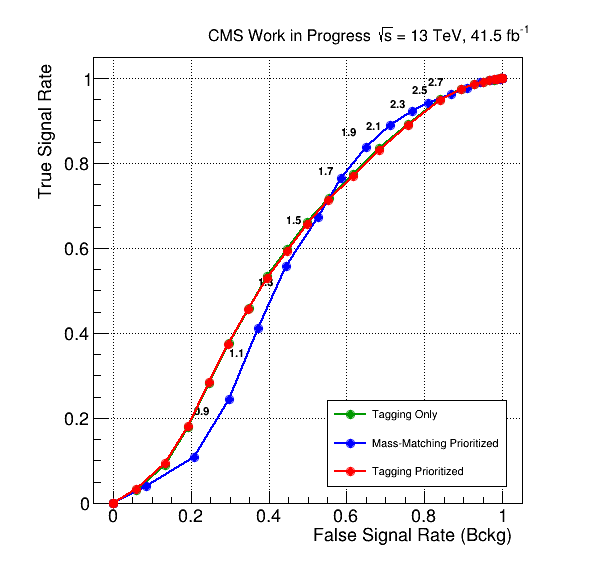 CMS Work in Progress √s = 13 TeV, 41.5 fb⁻¹
True Signal Rate
1
0.8
0.6
0.4
0.2
0
2.7
2.5
2.3
2.1
1.9
1.7
1.5
1.3
1.1
0.9
Tagging Only
Mass-Matching Prioritized
Tagging Prioritized
0 0.2 0.4 0.6 0.8 1
False Signal Rate (Bckg)